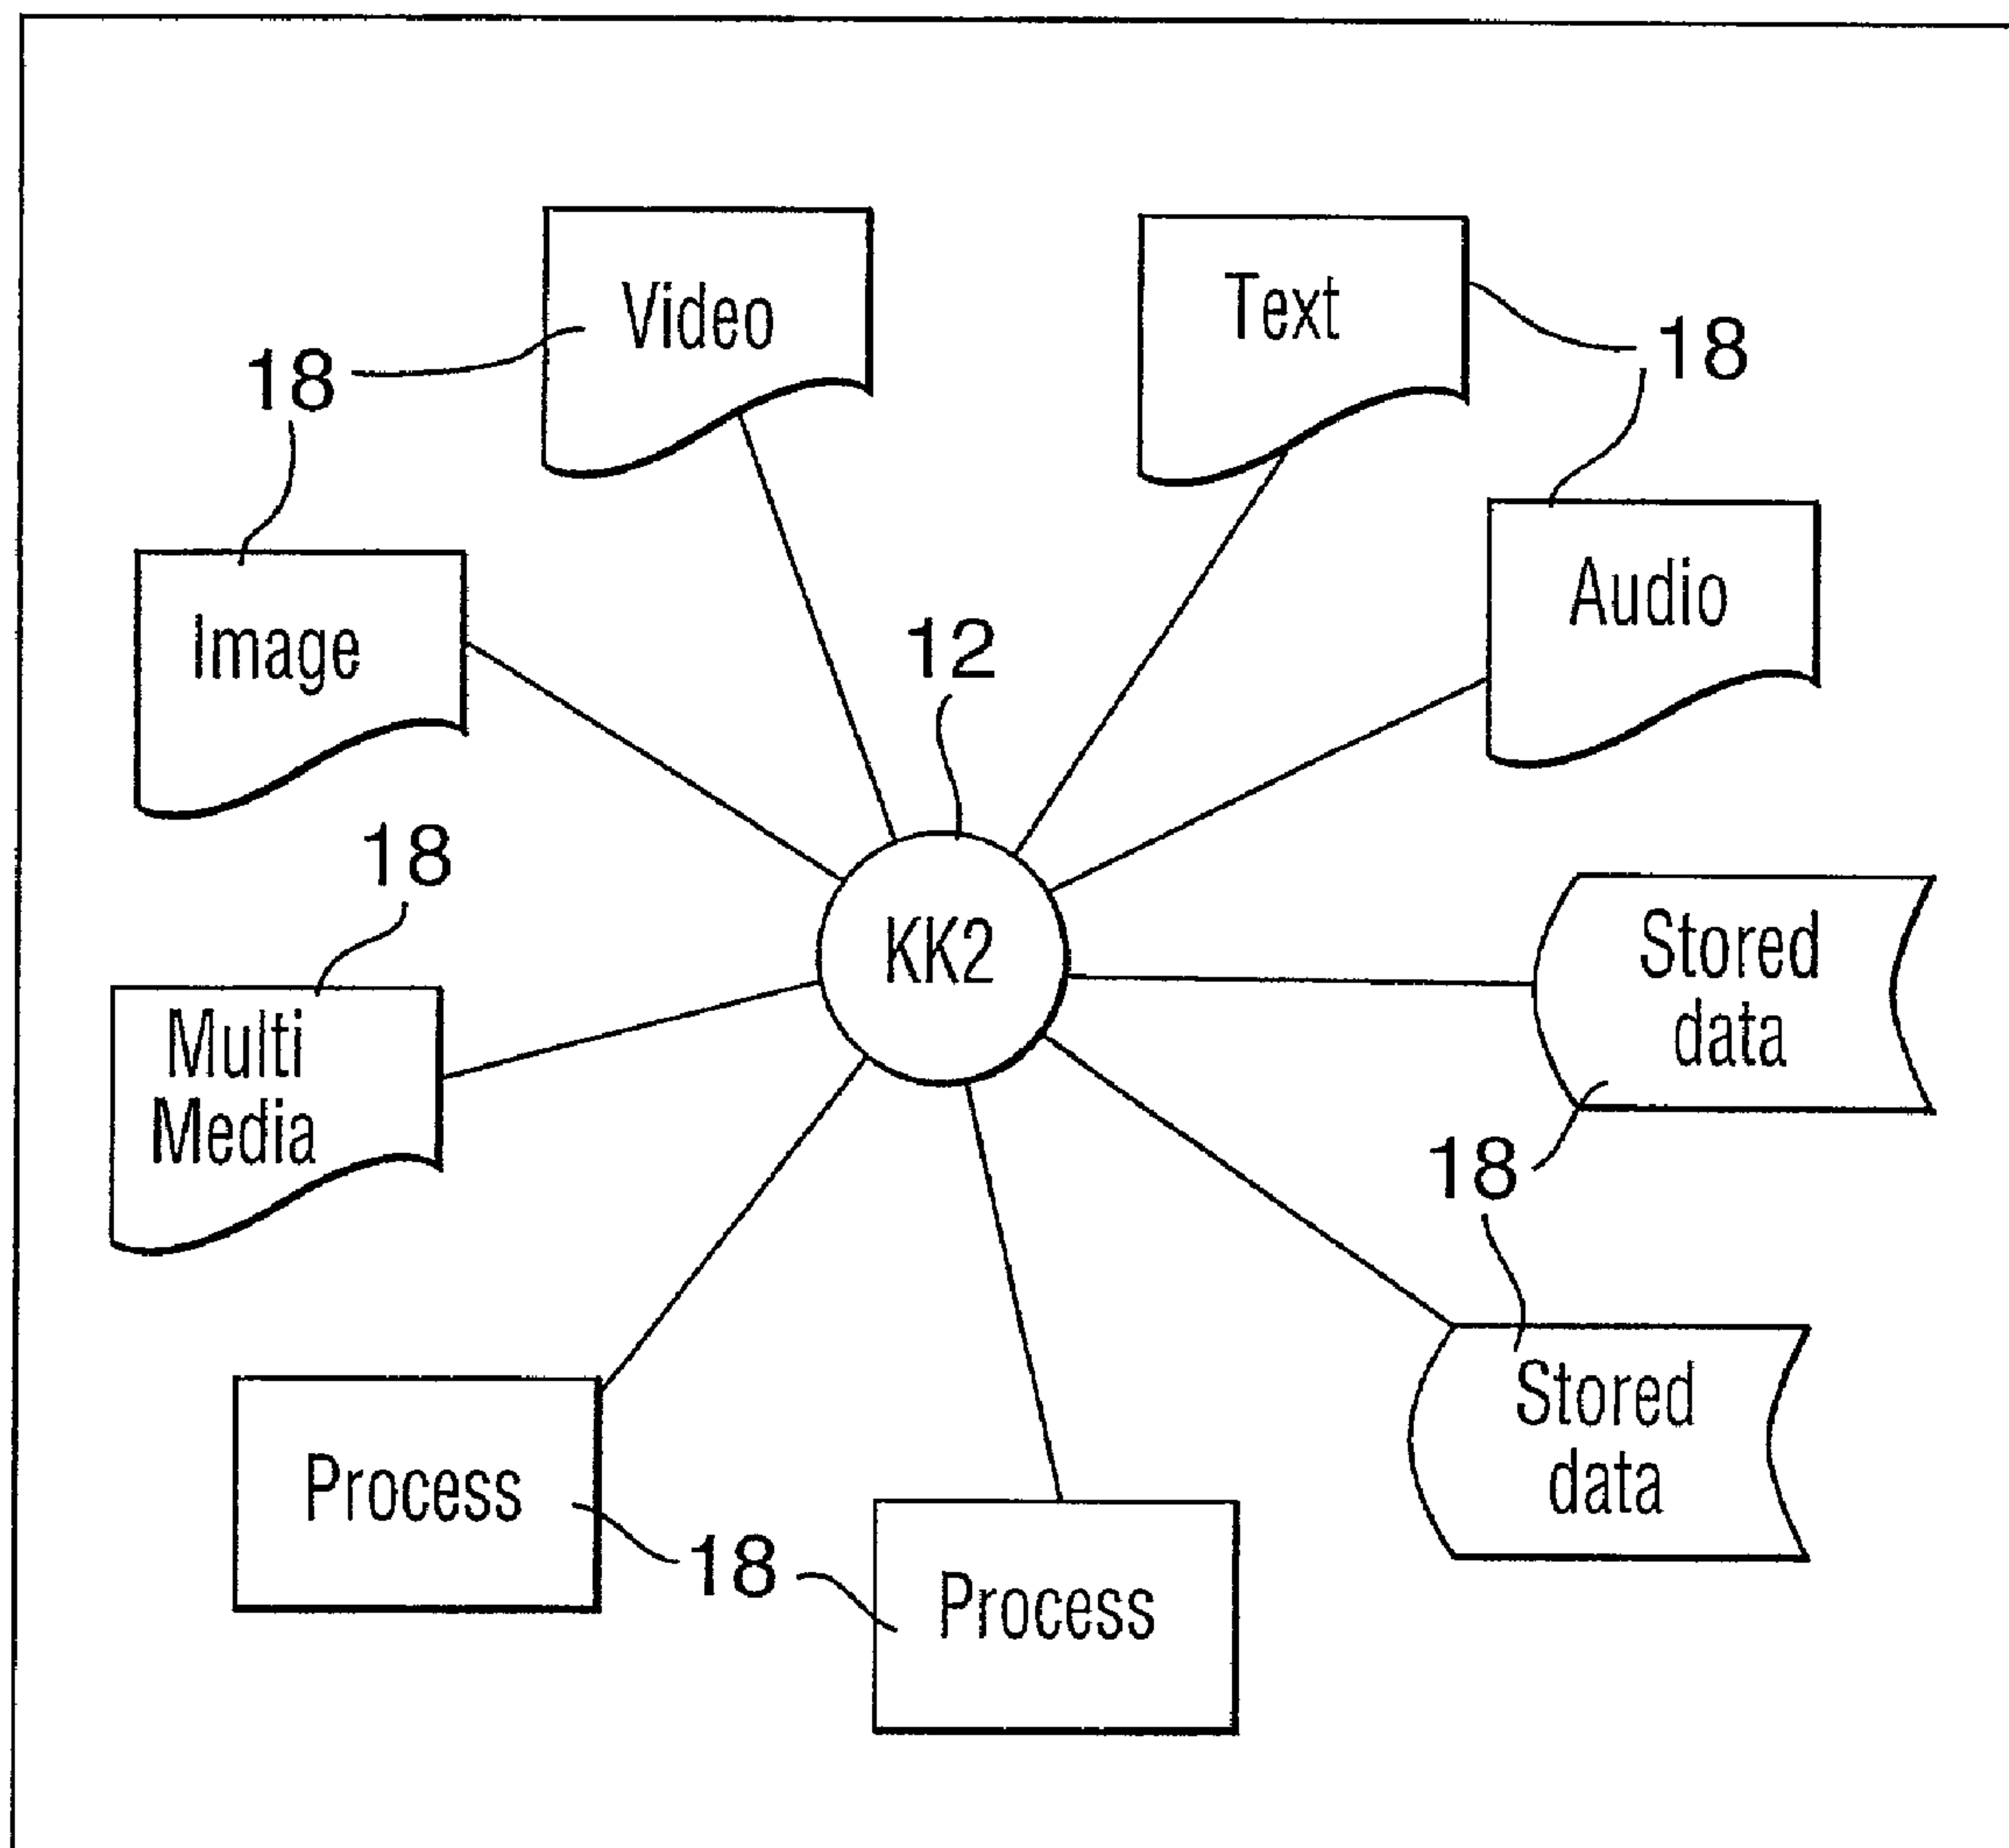 Video
Text
18
18
Image
Audio
12
18
KK2
Stored
data
Multi
Media
18
Stored
data
Process
18
Process